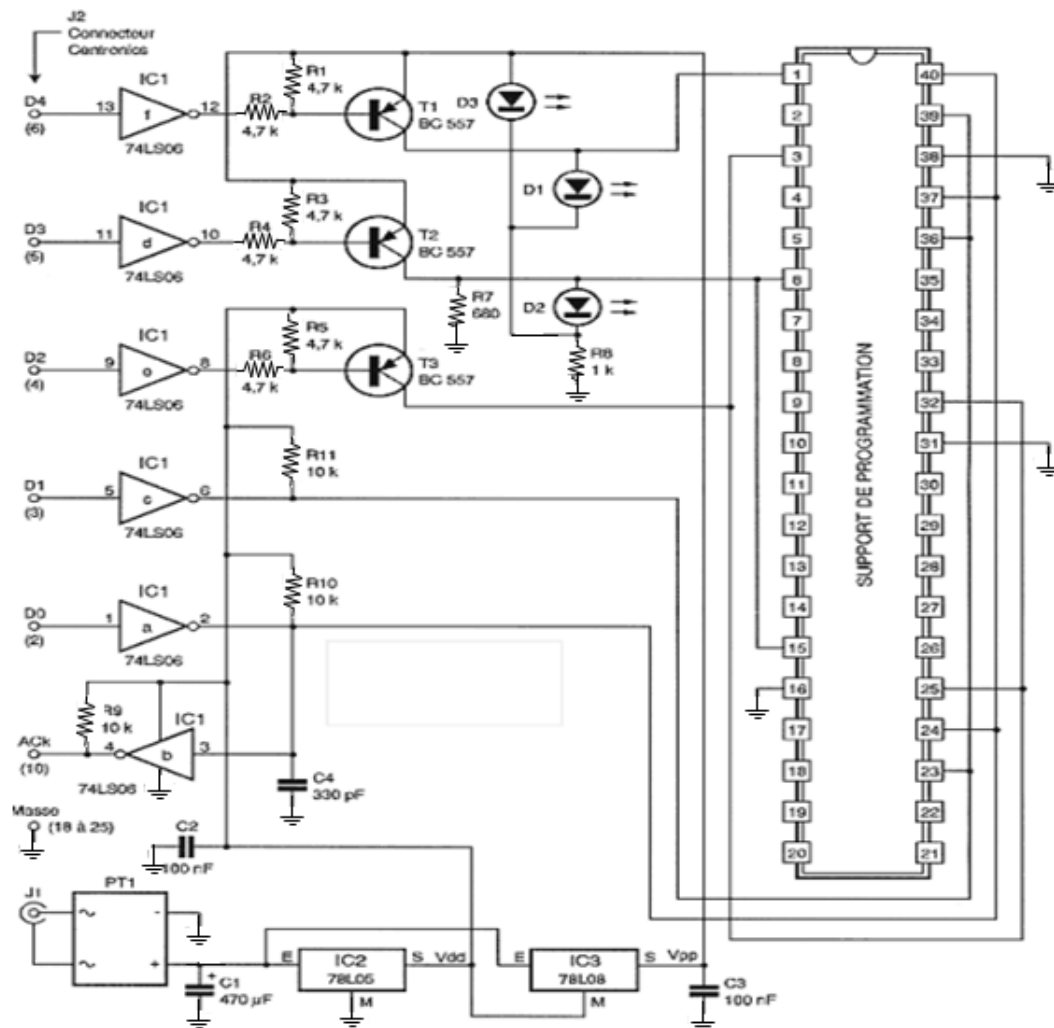 J2
Connecteur
Centronics
D4
(6)
13
IC1
f
12
74LS06
R2
4,7 k
R1
4,7 k
T1
BC 557
D3
D1
D3
(5)
11
IC1
d
10
74LS06
R4
4,7 k
R3
4,7 k
T2
BC 557
R7
680
D2
R8
1 k
D2
(4)
9
IC1
e
8
74LS06
R6
4,7 k
R5
4,7 k
T3
BC 557
D1
(3)
5
IC1
c
6
74LS06
R11
10 k
D0
(2)
1
IC1
a
2
74LS06
R10
10 k
ACk
(10)
R9
10 k
4
IC1
b
3
74LS06
C4
330 pF
Masse
(18 à 25)
C2
100 nF
J1
PT1
~
~
-
+
+
C1
470 µF
E
IC2
78L05
S
M
Vdd
E
IC3
78L08
S
M
Vpp
C3
100 nF
SUPPORT DE PROGRAMMATION
1
2
3
4
5
6
7
8
9
10
11
12
13
14
15
16
17
18
19
20
40
39
38
37
36
35
34
33
32
31
30
29
28
27
26
25
24
23
22
21